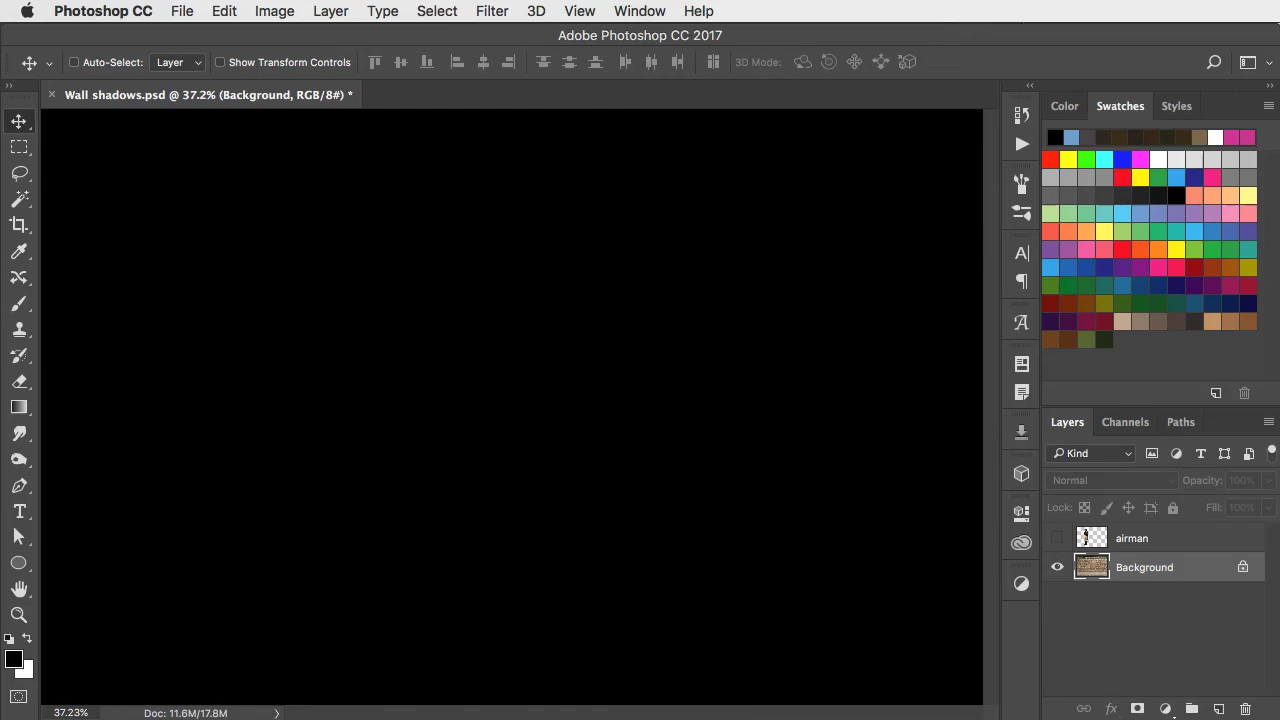 Photoshop CC File Edit Image Layer Type Select Filter 3D View Window Help
Adobe Photoshop CC 2017
Auto-Select: Layer Show Transform Controls 3D Mode:
Wall shadows.psd @ 37.2% (Background, RGB/8#) *
Color Swatches Styles
Layers Channels Paths
Kind
Normal Opacity: 100%
Lock: Fill: 100%
airman
Background
37.23% Doc: 11.6M/17.8M